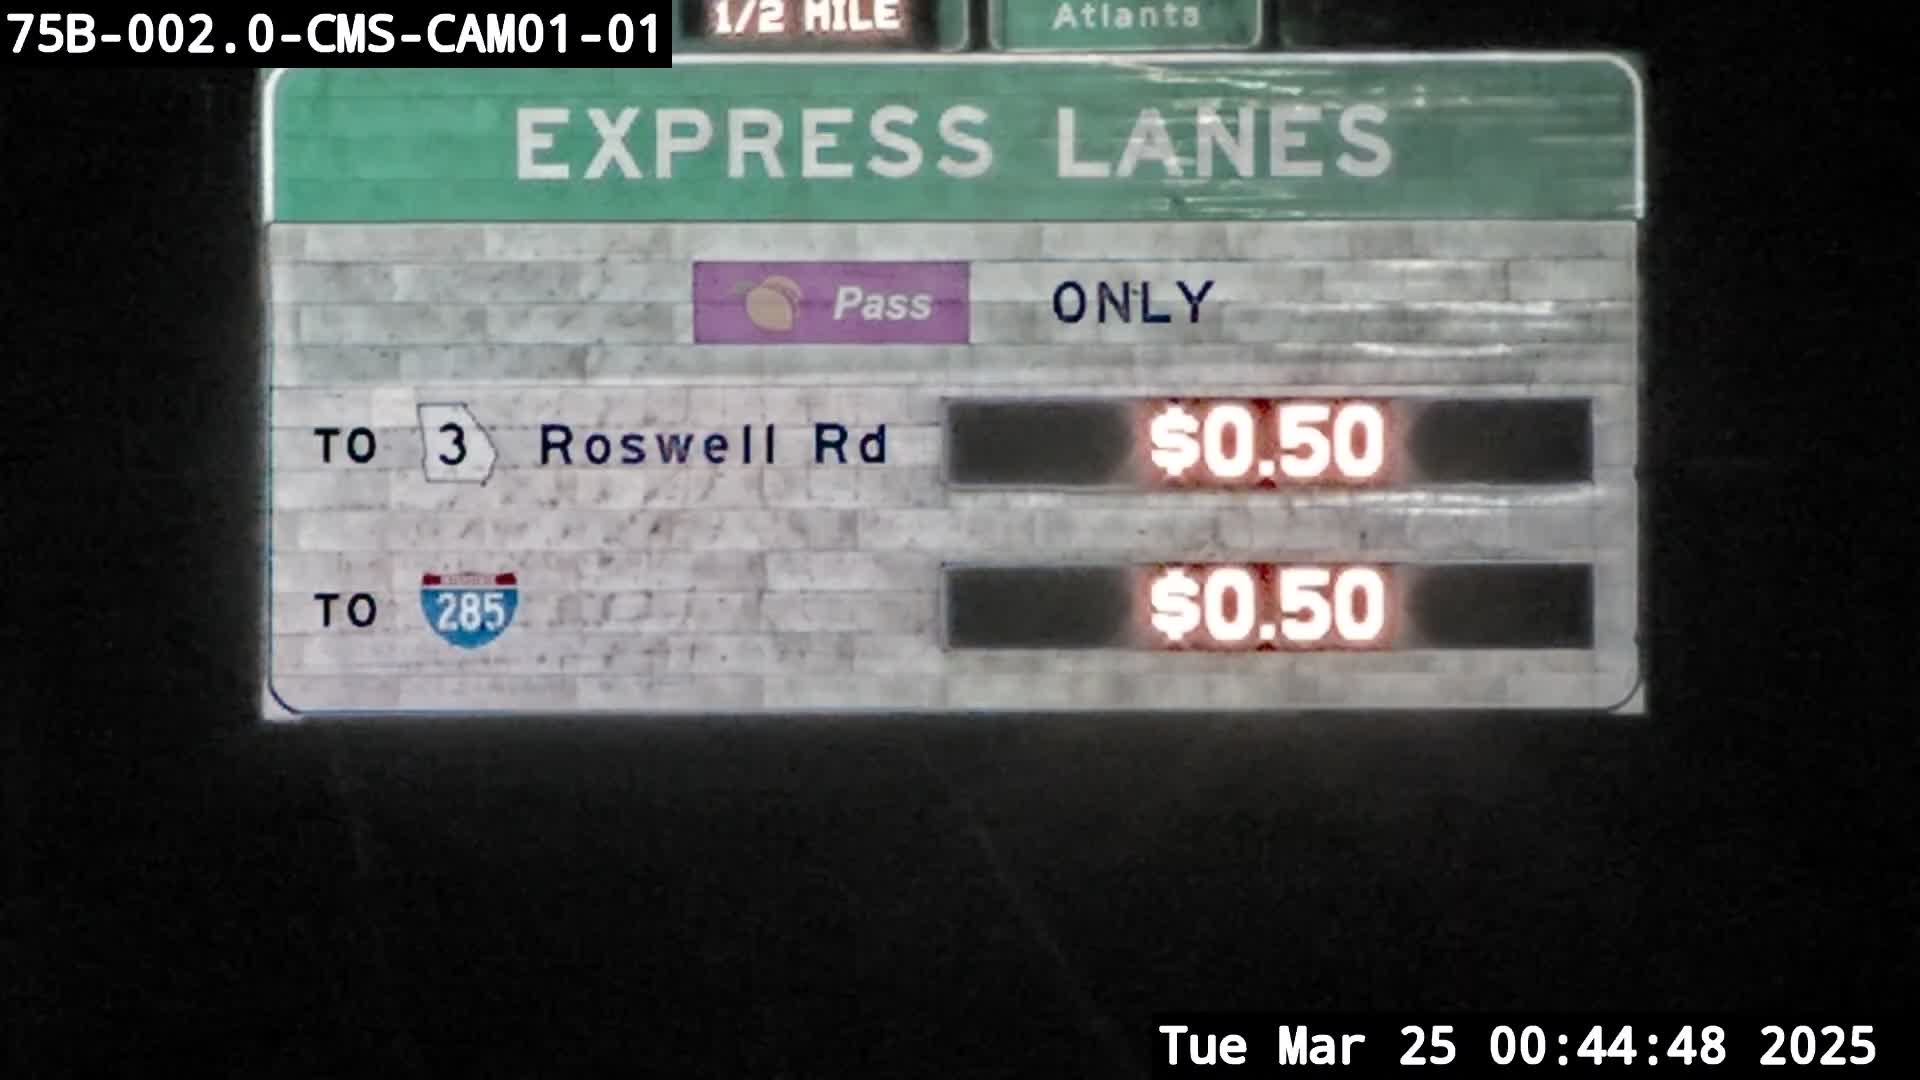 75B-002.0-CMS-CAM01-01
1/2 MILE
Atlanta
EXPRESS LANES
Pass ONLY
TO 3 Roswell Rd $0.50
TO 285 $0.50
Tue Mar 25 00:44:48 2025